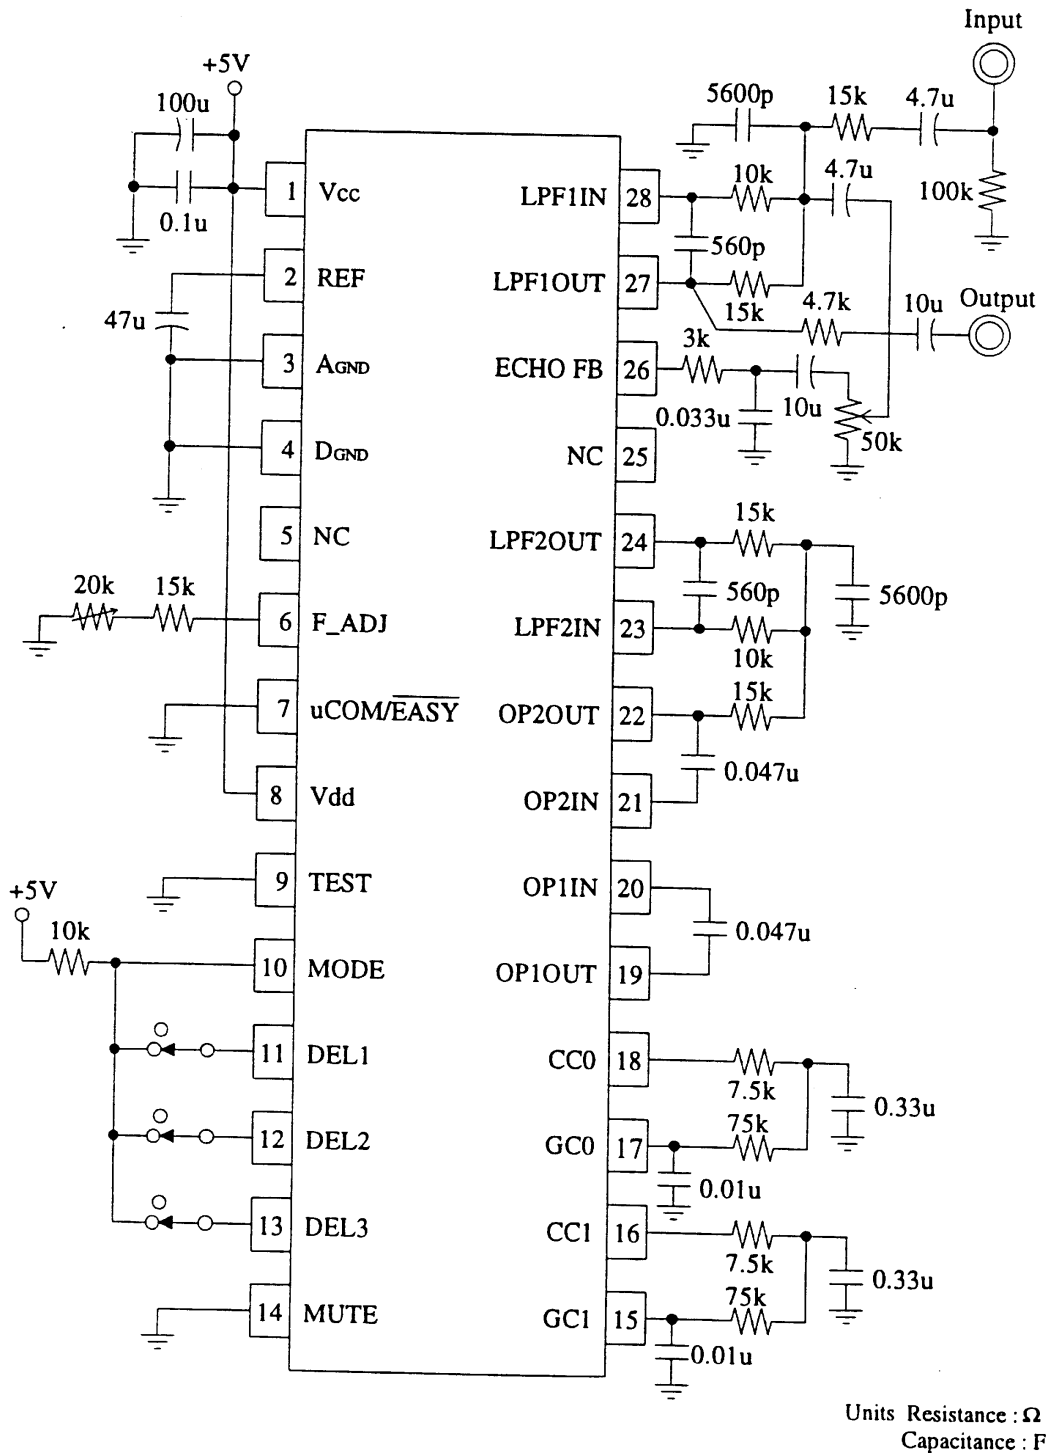 Input
+5V
100u
5600p
15k
4.7u
1
Vcc
0.1u
LPF1IN
28
10k
4.7u
100k
560p
2
REF
47u
LPF1OUT
27
15k
4.7k
10u
Output
3
AGND
ECHO FB
26
3k
0.033u
10u
50k
4
DGND
NC
25
5
NC
LPF2OUT
24
15k
560p
5600p
20k
15k
6
F_ADJ
LPF2IN
23
10k
7
uCOM/EASY
OP2OUT
22
15k
0.047u
8
Vdd
OP2IN
21
9
TEST
OP1IN
20
0.047u
+5V
10k
10
MODE
OP1OUT
19
11
DEL1
CC0
18
7.5k
0.33u
12
DEL2
GC0
17
75k
0.01u
13
DEL3
CC1
16
7.5k
0.33u
14
MUTE
GC1
15
75k
0.01u
Units Resistance : Ω
Capacitance : F